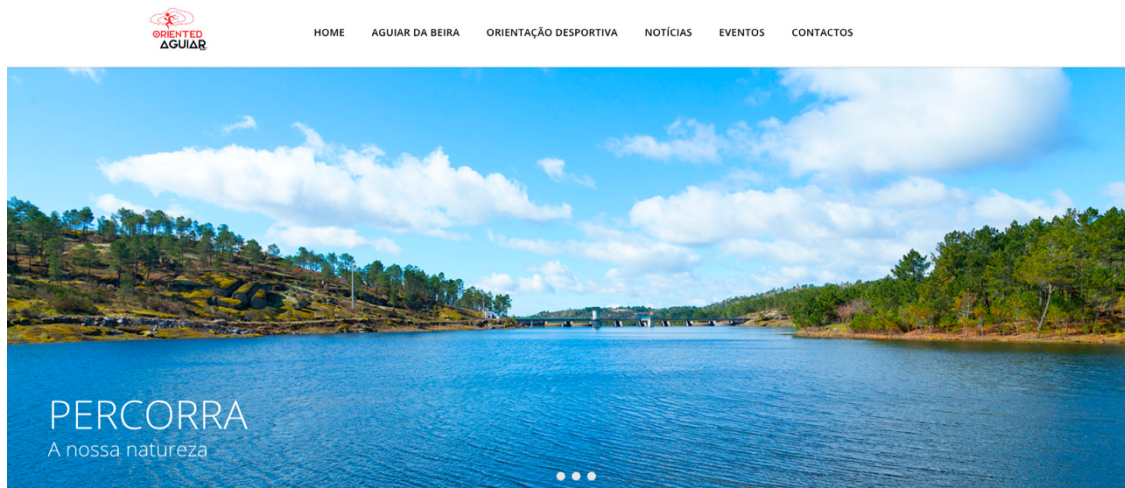 ORIENTED
AGUIAR
HOME AGUIAR DA BEIRA ORIENTAÇÃO DESPORTIVA NOTÍCIAS EVENTOS CONTACTOS
PERCORRA
A nossa natureza